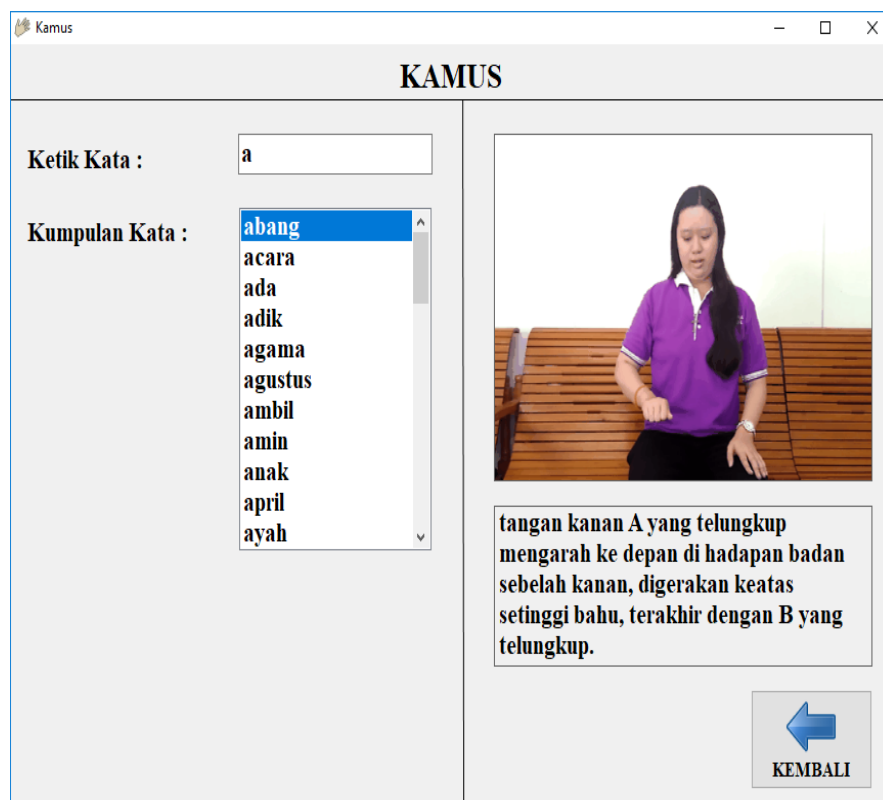 Kamus
KAMUS
Ketik Kata :
a
Kumpulan Kata :
abang
acara
ada
adik
agama
agustus
ambil
amin
anak
april
ayah
tangan kanan A yang telungkup
mengarah ke depan di hadapan badan
sebelah kanan, digerakan keatas
setinggi bahu, terakhir dengan B yang
telungkup.
KEMBALI